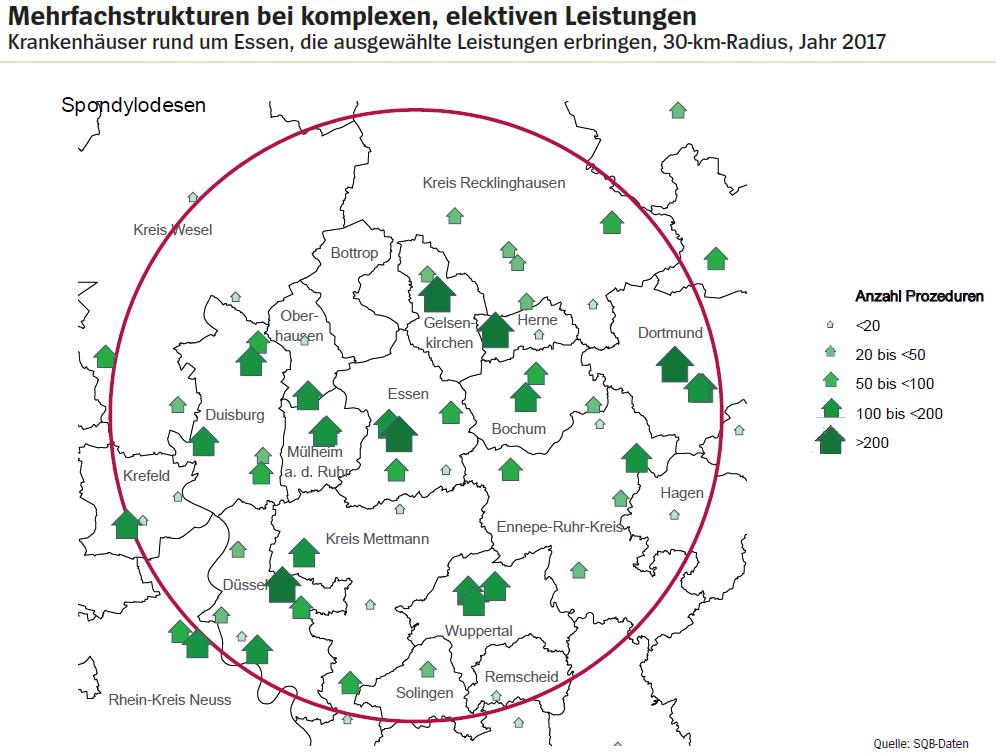 Mehrfachstrukturen bei komplexen, elektiven Leistungen
Krankenhäuser rund um Essen, die ausgewählte Leistungen erbringen, 30-km-Radius, Jahr 2017
Spondylodesen
Kreis Recklinghausen
Kreis Wesel
Bottrop
Anzahl Prozeduren
<20
20 bis <50
50 bis <100
100 bis <200
>200
Ober-
hausen
Gelsen-
kirchen
Herne
Dortmund
Essen
Duisburg
Bochum
Mülheim
a. d. Ruhr
Krefeld
Hagen
Ennepe-Ruhr-Kreis
Kreis Mettmann
Düssel
Wuppertal
Remscheid
Solingen
Rhein-Kreis Neuss
Quelle: SQB-Daten